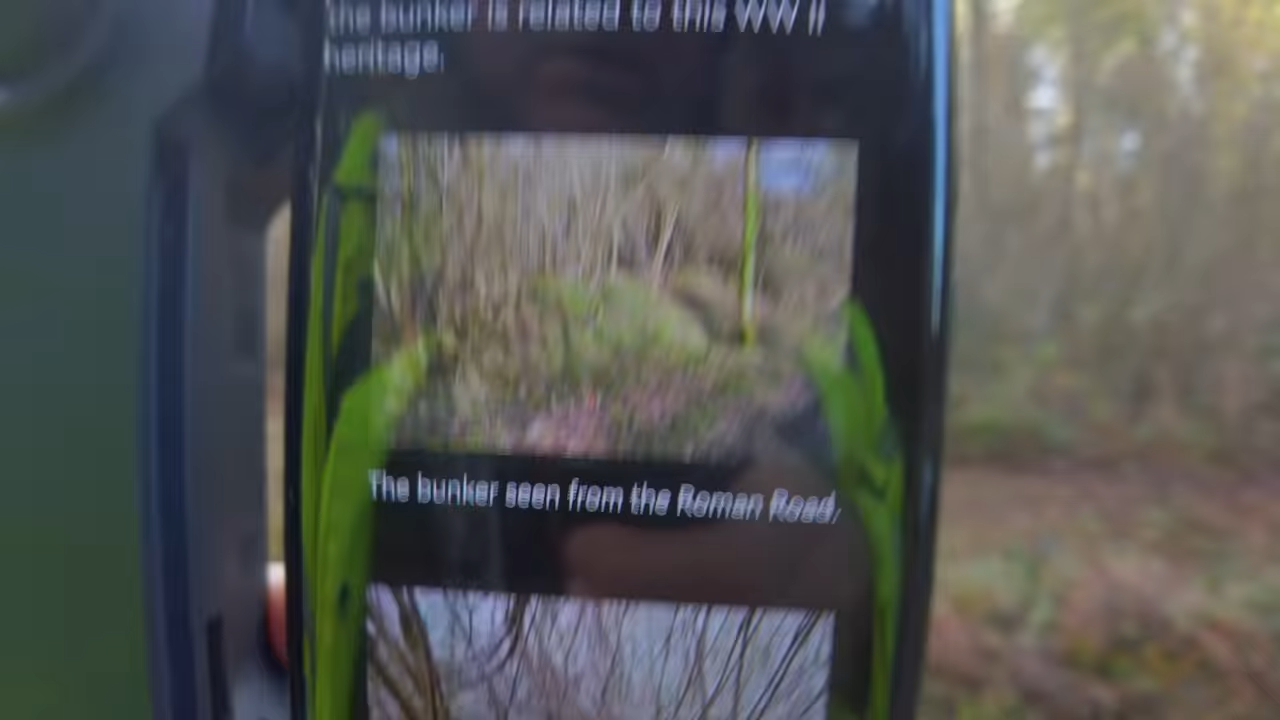 the bunker is related to this WW II
heritage.
The bunker seen from the Roman Road,